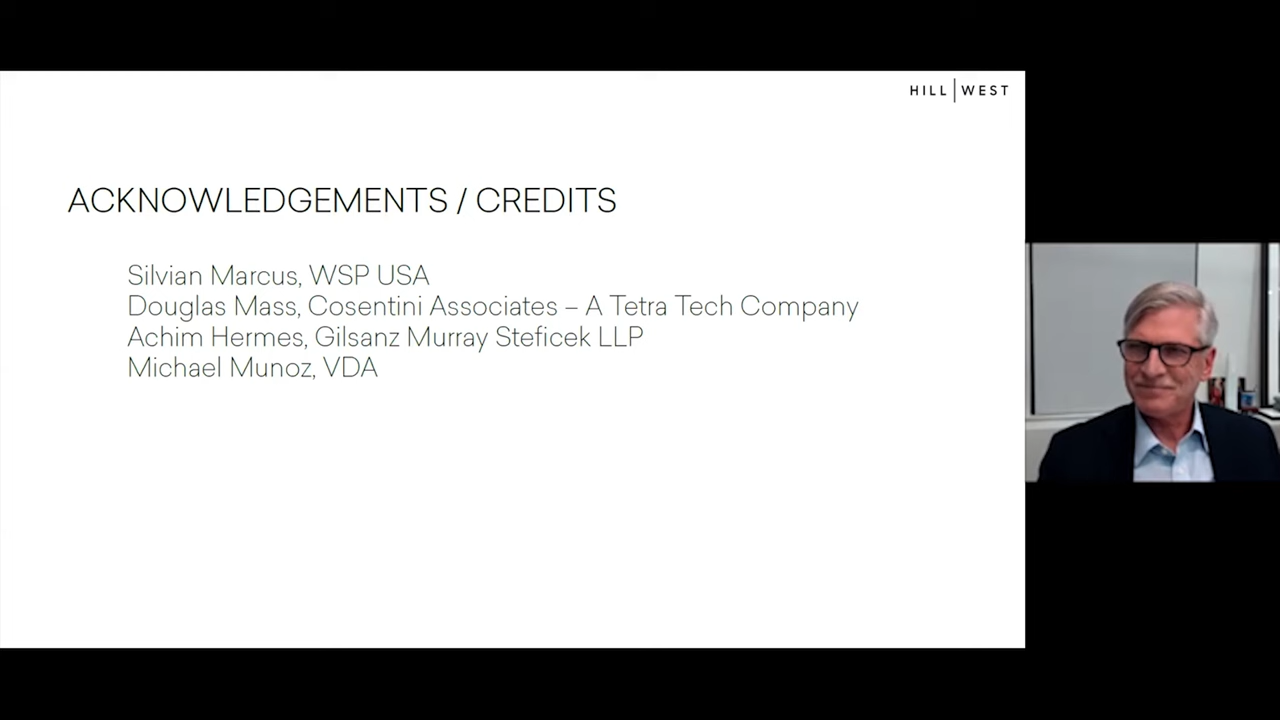 HILL | WEST
ACKNOWLEDGEMENTS / CREDITS
Silvian Marcus, WSP USA
Douglas Mass, Cosentini Associates – A Tetra Tech Company
Achim Hermes, Gilsanz Murray Steficek LLP
Michael Munoz, VDA